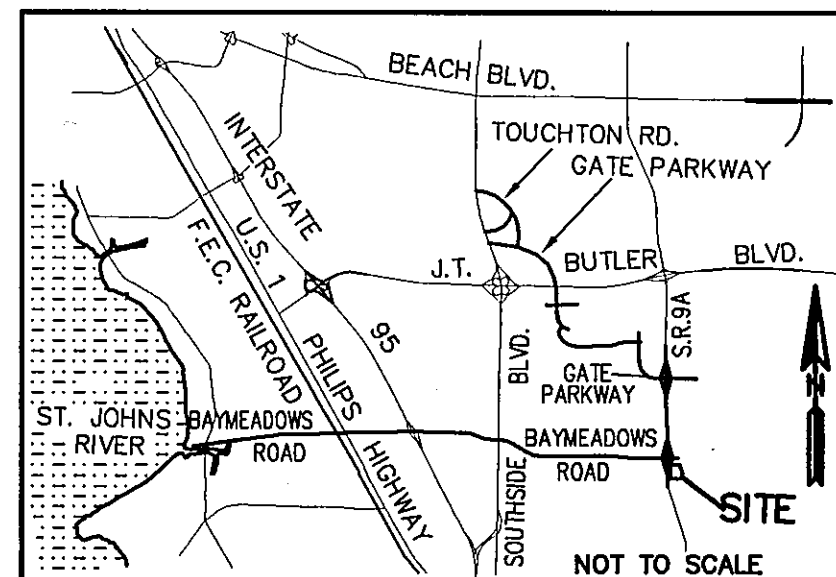 BEACH BLVD.
TOUCHTON RD.
GATE PARKWAY
INTERSTATE
95
U.S. 1
F.E.C. RAILROAD
PHILIPS HIGHWAY
J.T. BUTLER BLVD.
S.R.9A
SOUTHSIDE BLVD.
GATE
PARKWAY
ST. JOHNS
RIVER
BAYMEADOWS
ROAD
BAYMEADOWS
ROAD
N
SITE
NOT TO SCALE